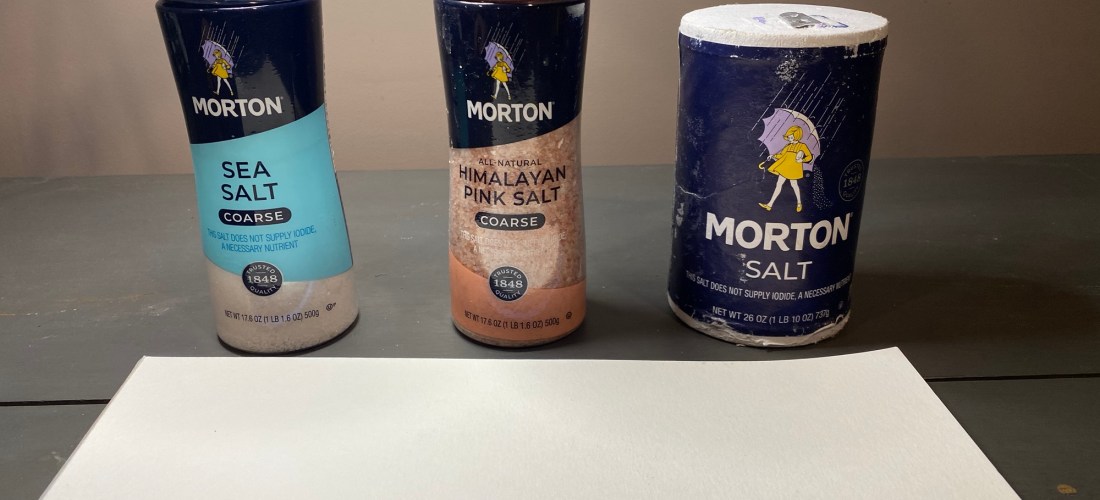 MORTON
SEA
SALT
COARSE
THIS SALT DOES NOT SUPPLY IODIDE,
A NECESSARY NUTRIENT
TRUSTED
1848
QUALITY
NET WT 17.6 OZ (1 LB 1.6 OZ) 500g
MORTON
ALL-NATURAL
HIMALAYAN
PINK SALT
COARSE
THIS SALT
TRUSTED
1848
QUALITY
NET WT 17.6 OZ (1 LB 1.6 OZ) 500g
1848
MORTON
SALT
THIS SALT DOES NOT SUPPLY IODIDE, A NECESSARY
NET WT 26 OZ (1 LB 10 OZ) 737g